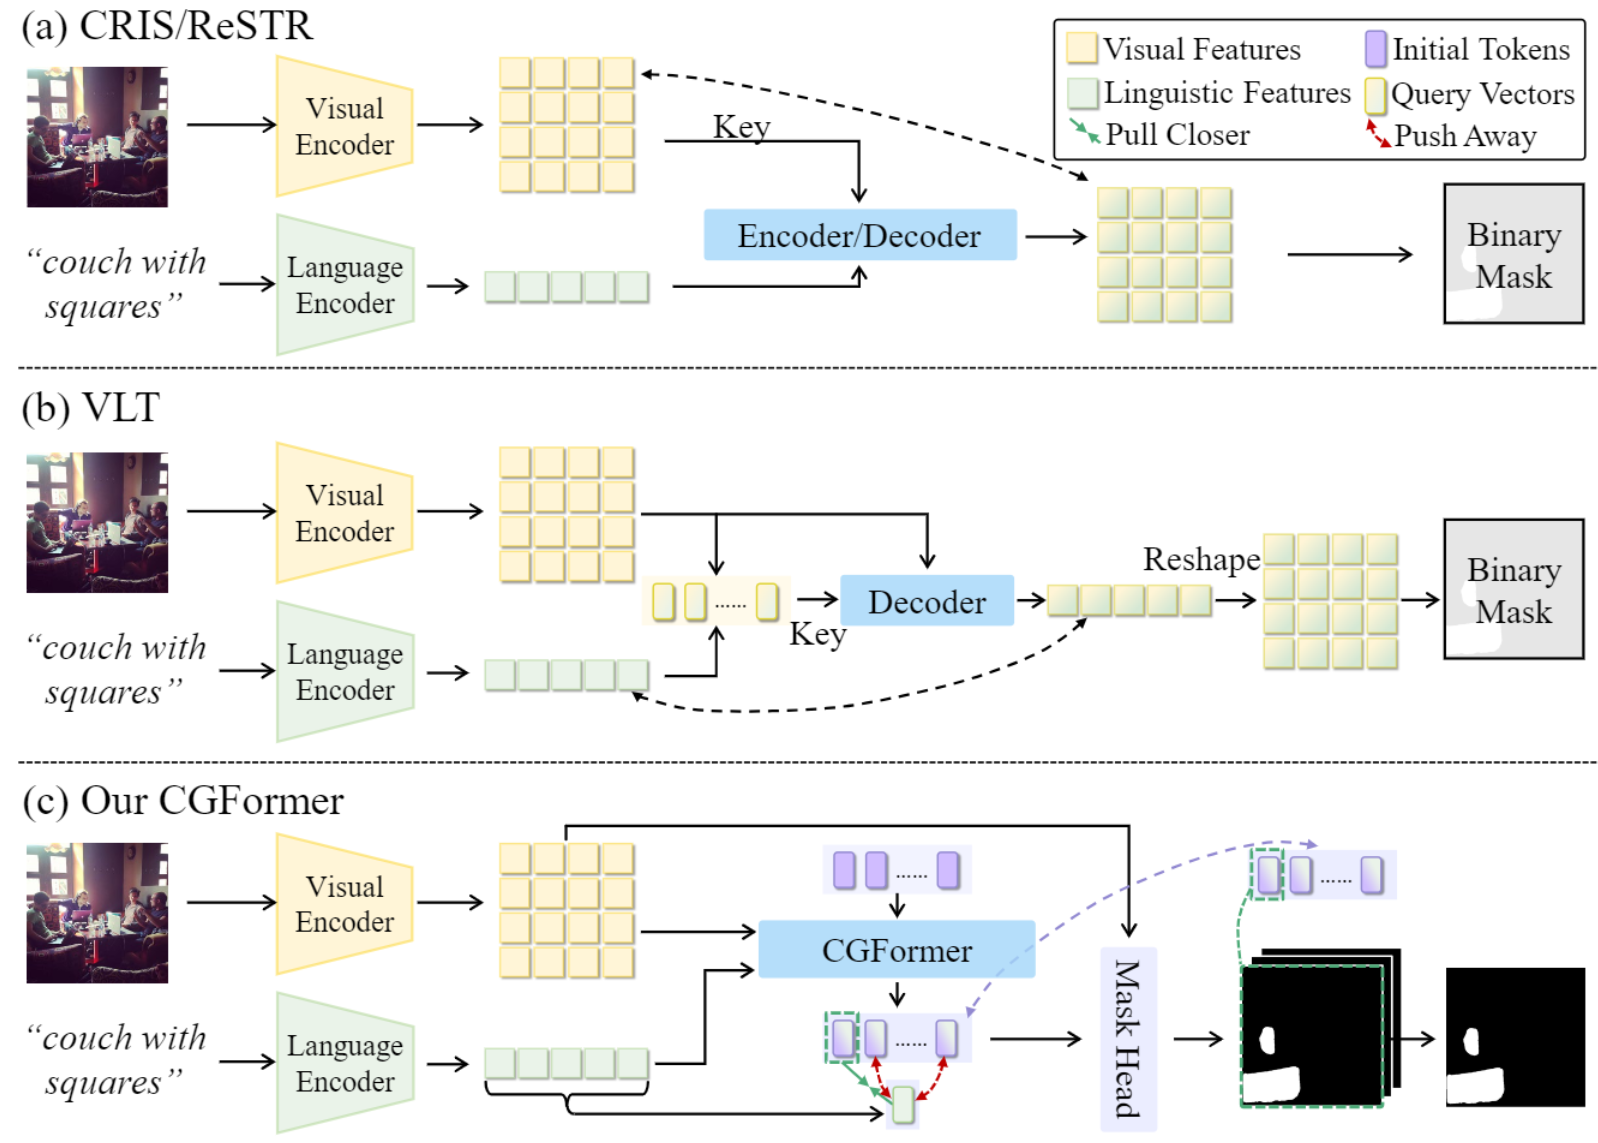 (a) CRIS/ReSTR
Visual Features
Initial Tokens
Linguistic Features
Query Vectors
Pull Closer
Push Away
Visual
Encoder
Key
“couch with
squares”
Language
Encoder
Encoder/Decoder
Binary
Mask
(b) VLT
Visual
Encoder
“couch with
squares”
Language
Encoder
......
Key
Decoder
Reshape
Binary
Mask
(c) Our CGFormer
Visual
Encoder
“couch with
squares”
Language
Encoder
......
CGFormer
......
Mask Head
......